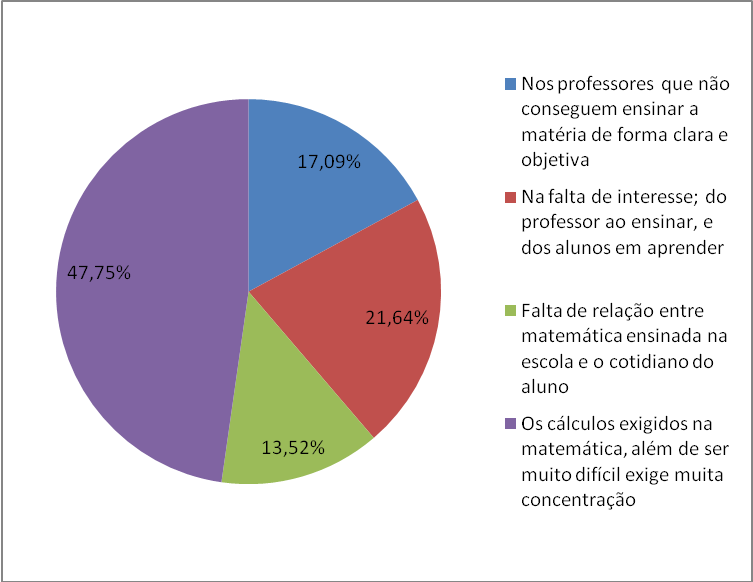 17,09%
21,64%
13,52%
47,75%
Nos professores que não
conseguem ensinar a
matéria de forma clara e
objetiva
Na falta de interesse; do
professor ao ensinar, e
dos alunos em aprender
Falta de relação entre
matemática ensinada na
escola e o cotidiano do
aluno
Os cálculos exigidos na
matemática, além de ser
muito difícil exige muita
concentração